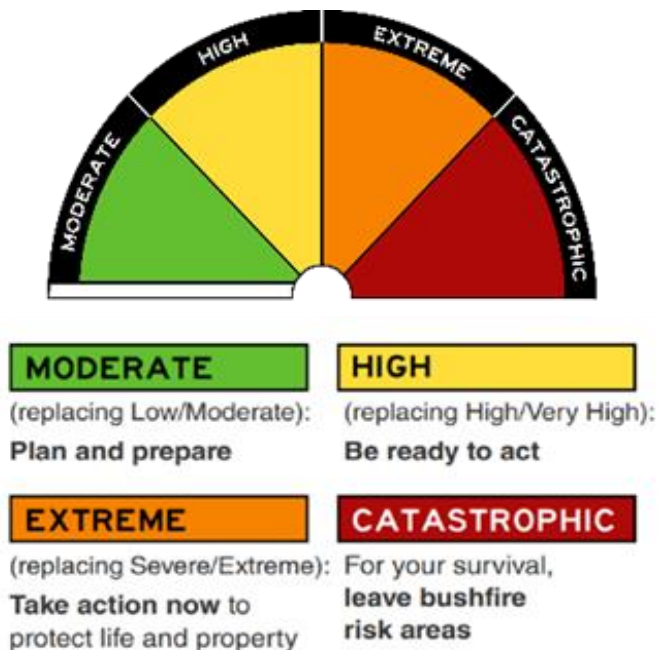 MODERATE
HIGH
EXTREME
CATASTROPHIC
MODERATE
(replacing Low/Moderate):
Plan and prepare
HIGH
(replacing High/Very High):
Be ready to act
EXTREME
(replacing Severe/Extreme):
Take action now to
protect life and property
CATASTROPHIC
For your survival,
leave bushfire
risk areas